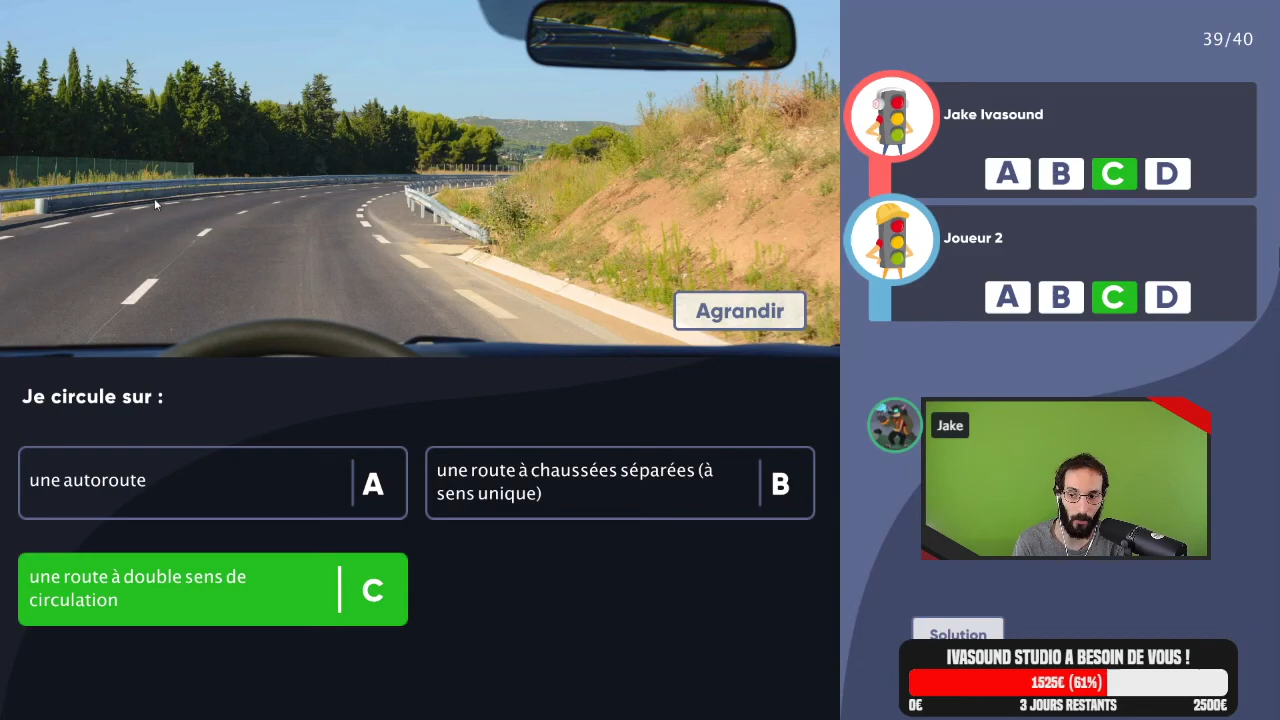 39/40
Jake Ivasound
A B C D
Joueur 2
A B C D
Agrandir
Je circule sur :
une autoroute
A
une route à chaussées séparées (à
sens unique)
B
une route à double sens de
circulation
C
Jake
Solution
IVASOUND STUDIO A BESOIN DE VOUS !
1525€ (61%)
0€ 3 JOURS RESTANTS 2500€